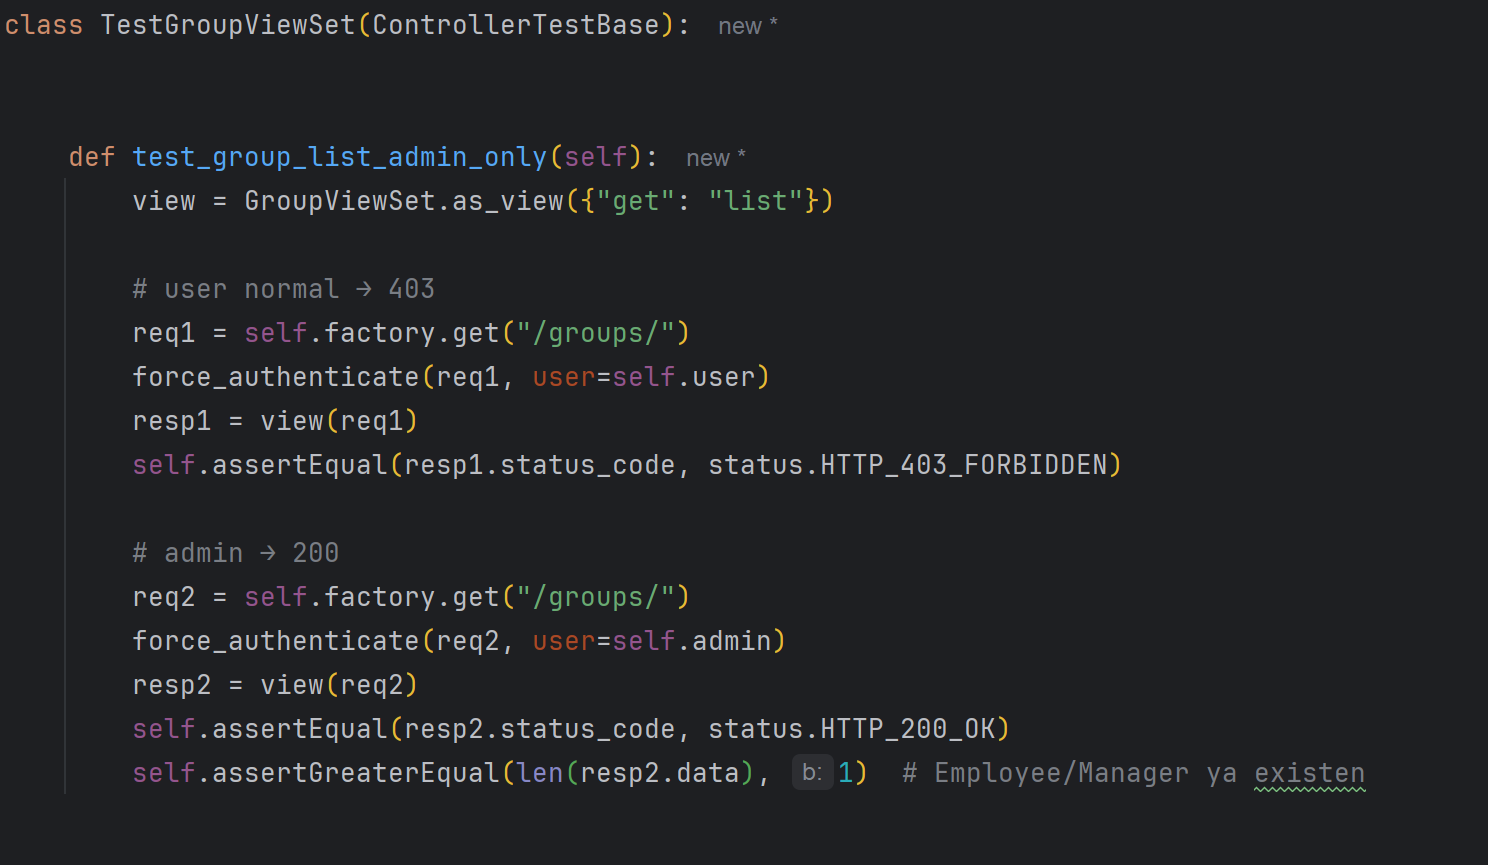 class TestGroupViewSet(ControllerTestBase): new *
def test_group_list_admin_only(self): new *
view = GroupViewSet.as_view({"get": "list"})
# user normal → 403
req1 = self.factory.get("/groups/")
force_authenticate(req1, user=self.user)
resp1 = view(req1)
self.assertEqual(resp1.status_code, status.HTTP_403_FORBIDDEN)
# admin → 200
req2 = self.factory.get("/groups/")
force_authenticate(req2, user=self.admin)
resp2 = view(req2)
self.assertEqual(resp2.status_code, status.HTTP_200_OK)
self.assertGreaterEqual(len(resp2.data), b: 1) # Employee/Manager ya existen